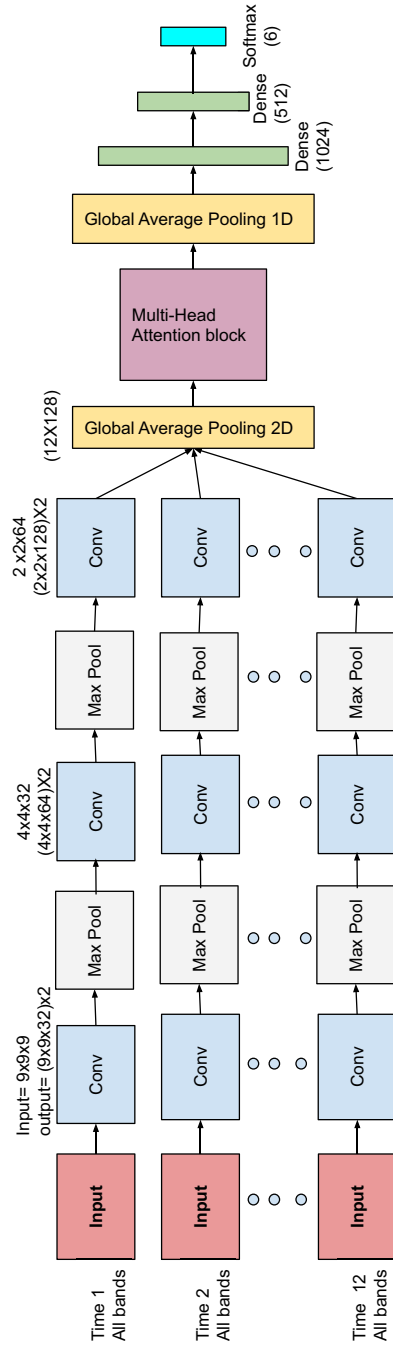 Time 1
All bands
Input
Input= 9x9x9
output= (9x9x32)x2
Conv
Max Pool
4x4x32
(4x4x64)X2
Conv
Max Pool
2 x2x64
(2x2x128)X2
Conv
Time 2
All bands
Input
Conv
Max Pool
Conv
Max Pool
Conv
Time 12
All bands
Input
Conv
Max Pool
Conv
Max Pool
Conv
(12X128)
Global Average Pooling 2D
Multi-Head
Attention block
Global Average Pooling 1D
Dense
(1024)
Dense
(512)
Softmax
(6)